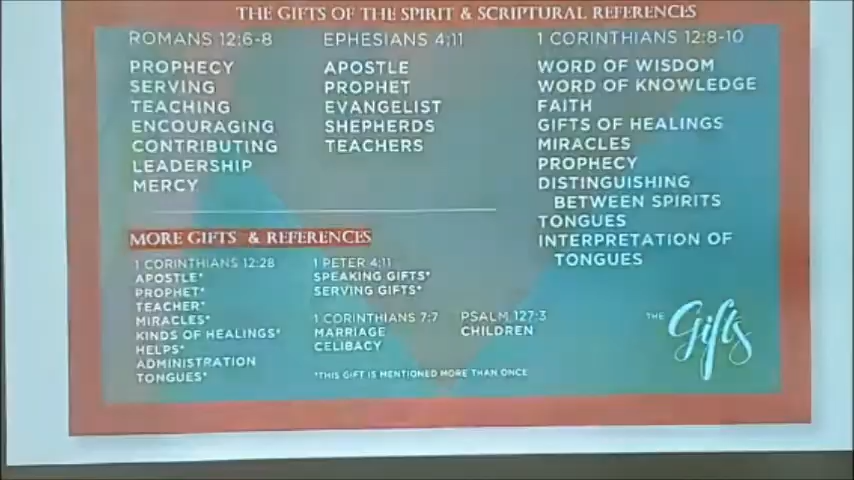 THE GIFTS OF THE SPIRIT & SCRIPTURAL REFERENCES
ROMANS 12:6-8
PROPHECY
SERVING
TEACHING
ENCOURAGING
CONTRIBUTING
LEADERSHIP
MERCY
EPHESIANS 4:11
APOSTLE
PROPHET
EVANGELIST
SHEPHERDS
TEACHERS
1 CORINTHIANS 12:8-10
WORD OF WISDOM
WORD OF KNOWLEDGE
FAITH
GIFTS OF HEALINGS
MIRACLES
PROPHECY
DISTINGUISHING
BETWEEN SPIRITS
TONGUES
INTERPRETATION OF
TONGUES
MORE GIFTS & REFERENCES
1 CORINTHIANS 12:28
APOSTLE*
PROPHET*
TEACHER*
MIRACLES*
KINDS OF HEALINGS*
HELPS*
ADMINISTRATION
TONGUES*
1 PETER 4:11
SPEAKING GIFTS*
SERVING GIFTS*
1 CORINTHIANS 7:7
MARRIAGE
CELIBACY
PSALM 127:3
CHILDREN
*THIS GIFT IS MENTIONED MORE THAN ONCE
THE Gifts